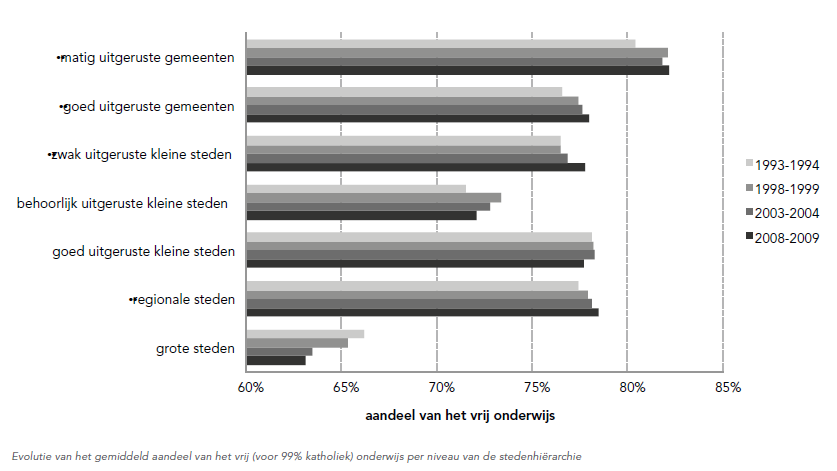 matig uitgeruste gemeenten
goed uitgeruste gemeenten
zwak uitgeruste kleine steden
behoorlijk uitgeruste kleine steden
goed uitgeruste kleine steden
regionale steden
grote steden
1993-1994
1998-1999
2003-2004
2008-2009
60% 65% 70% 75% 80% 85%
aandeel van het vrij onderwijs
Evolutie van het gemiddeld aandeel van het vrij (voor 99% katholiek) onderwijs per niveau van de stedenhiërarchie